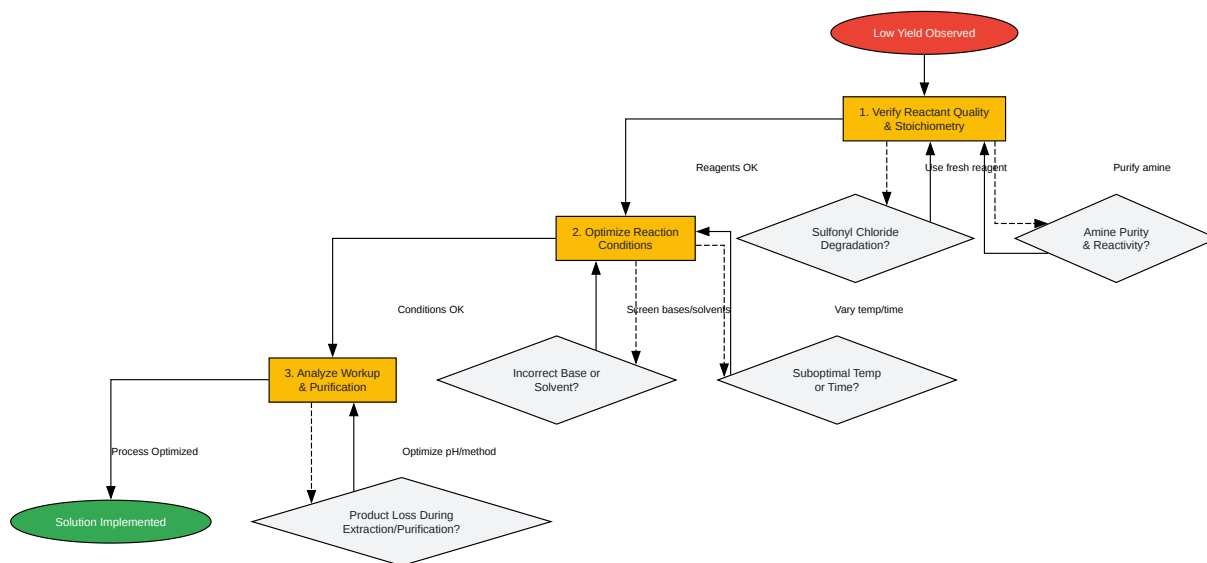 Low Yield Observed
1. Verify Reactant Quality
& Stoichiometry
Reagents OK
Use fresh reagent
Purify amine
2. Optimize Reaction
Conditions
Sulfonyl Chloride
Degradation?
Amine Purity
& Reactivity?
Conditions OK
Screen bases/solvents
Vary temp/time
3. Analyze Workup
& Purification
Incorrect Base or
Solvent?
Suboptimal Temp
or Time?
Process Optimized
Optimize pH/method
Solution Implemented
Product Loss During
Extraction/Purification?